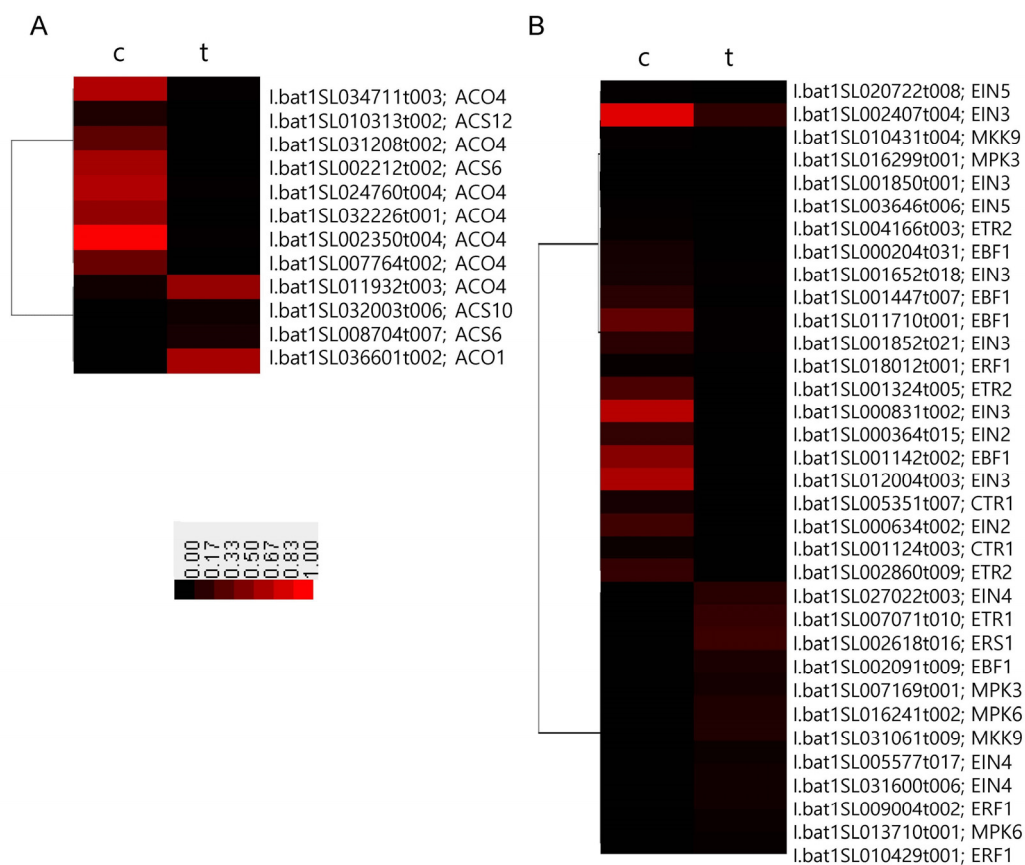 A
c t
I.bat1SL034711t003; ACO4
I.bat1SL010313t002; ACS12
I.bat1SL031208t002; ACO4
I.bat1SL002212t002; ACS6
I.bat1SL024760t004; ACO4
I.bat1SL032226t001; ACO4
I.bat1SL002350t004; ACO4
I.bat1SL007764t002; ACO4
I.bat1SL011932t003; ACO4
I.bat1SL032003t006; ACS10
I.bat1SL008704t007; ACS6
I.bat1SL036601t002; ACO1
0.00
0.17
0.33
0.50
0.67
0.83
1.00
B
c t
I.bat1SL020722t008; EIN5
I.bat1SL002407t004; EIN3
I.bat1SL010431t004; MKK9
I.bat1SL016299t001; MPK3
I.bat1SL001850t001; EIN3
I.bat1SL003646t006; EIN5
I.bat1SL004166t003; ETR2
I.bat1SL000204t031; EBF1
I.bat1SL001652t018; EIN3
I.bat1SL001447t007; EBF1
I.bat1SL011710t001; EBF1
I.bat1SL001852t021; EIN3
I.bat1SL018012t001; ERF1
I.bat1SL001324t005; ETR2
I.bat1SL000831t002; EIN3
I.bat1SL000364t015; EIN2
I.bat1SL001142t002; EBF1
I.bat1SL012004t003; EIN3
I.bat1SL005351t007; CTR1
I.bat1SL000634t002; EIN2
I.bat1SL001124t003; CTR1
I.bat1SL002860t009; ETR2
I.bat1SL027022t003; EIN4
I.bat1SL007071t010; ETR1
I.bat1SL002618t016; ERS1
I.bat1SL002091t009; EBF1
I.bat1SL007169t001; MPK3
I.bat1SL016241t002; MPK6
I.bat1SL031061t009; MKK9
I.bat1SL005577t017; EIN4
I.bat1SL031600t006; EIN4
I.bat1SL009004t002; ERF1
I.bat1SL013710t001; MPK6
I.bat1SL010429t001; ERF1